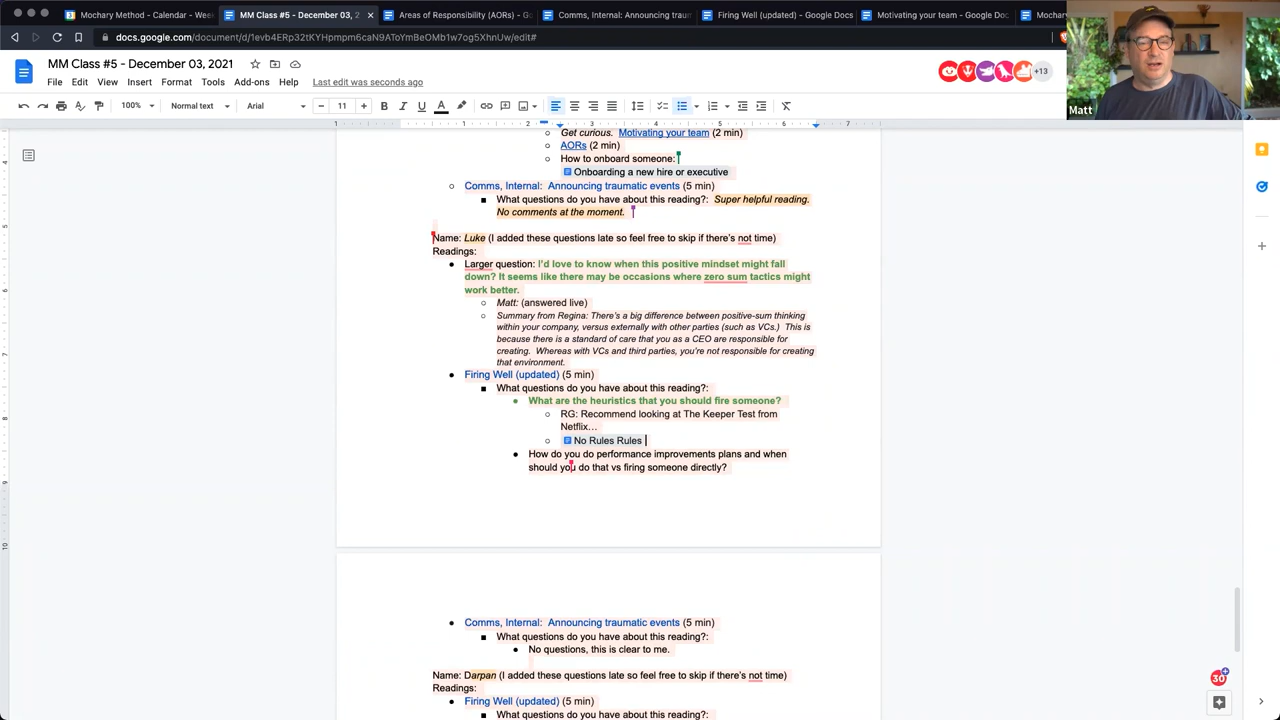 Mochary Method - Calendar - Week
MM Class #5 - December 03, 2
Areas of Responsibility (AORs) - G
Comms, Internal: Announcing traum
Firing Well (updated) - Google Docs
Motivating your team - Google Doc
Mochar
docs.google.com/document/d/1evb4ERp32tKYHpmpm6caN9AToYmBeOMb1w7og5XhnUw/edit#
MM Class #5 - December 03, 2021
+13
File Edit View Insert Format Tools Add-ons Help Last edit was seconds ago
100% Normal text Arial 11
Matt
1 1 2 3 4 5 6 7
Get curious. Motivating your team (2 min)
AORs (2 min)
How to onboard someone:
Onboarding a new hire or executive
Comms, Internal: Announcing traumatic events (5 min)
What questions do you have about this reading?: Super helpful reading.
No comments at the moment.
Name: Luke (I added these questions late so feel free to skip if there's not time)
Readings:
Larger question: I'd love to know when this positive mindset might fall
down? It seems like there may be occasions where zero sum tactics might
work better.
Matt: (answered live)
Summary from Regina: There's a big difference between positive-sum thinking
within your company, versus externally with other parties (such as VCs.) This is
because there is a standard of care that you as a CEO are responsible for
creating. Whereas with VCs and third parties, you're not responsible for creating
that environment.
Firing Well (updated) (5 min)
What questions do you have about this reading?:
What are the heuristics that you should fire someone?
RG: Recommend looking at The Keeper Test from
Netflix…
No Rules Rules
How do you do performance improvements plans and when
should you do that vs firing someone directly?
Comms, Internal: Announcing traumatic events (5 min)
What questions do you have about this reading?:
No questions, this is clear to me.
Name: Darpan (I added these questions late so feel free to skip if there's not time)
Readings:
Firing Well (updated) (5 min)
What questions do you have about this reading?:
30